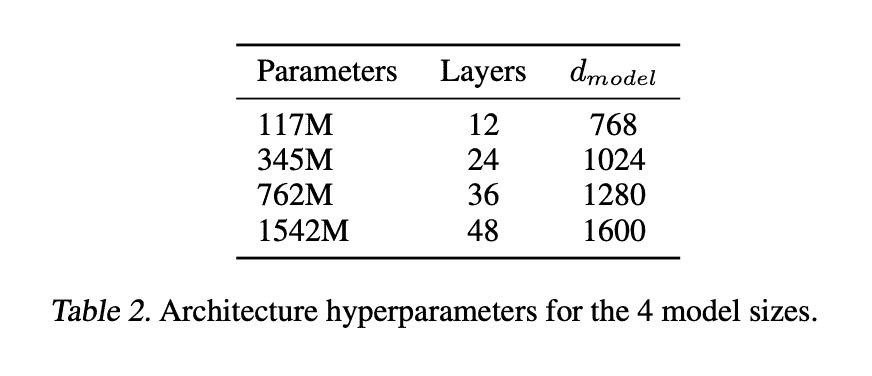 Parameters Layers d_model
117M 12 768
345M 24 1024
762M 36 1280
1542M 48 1600
Table 2. Architecture hyperparameters for the 4 model sizes.